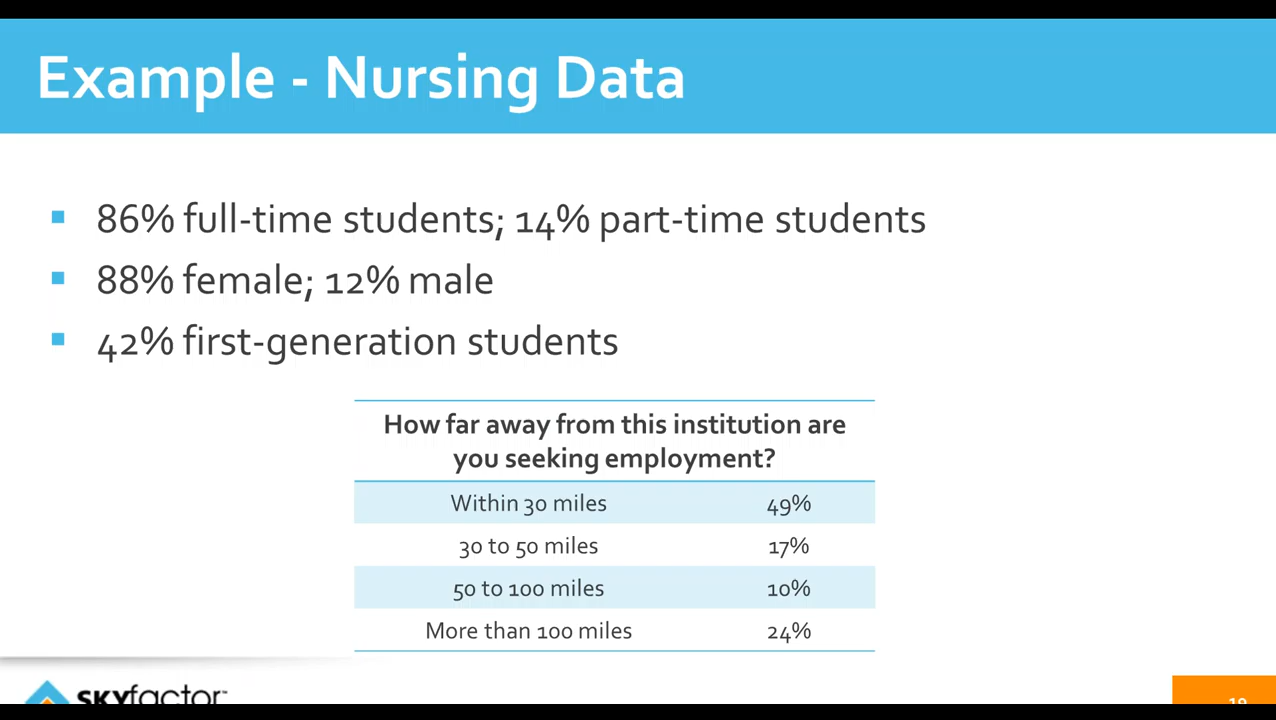 Example - Nursing Data
86% full-time students; 14% part-time students
88% female; 12% male
42% first-generation students
How far away from this institution are
you seeking employment?
Within 30 miles 49%
30 to 50 miles 17%
50 to 100 miles 10%
More than 100 miles 24%
SKYfactor™